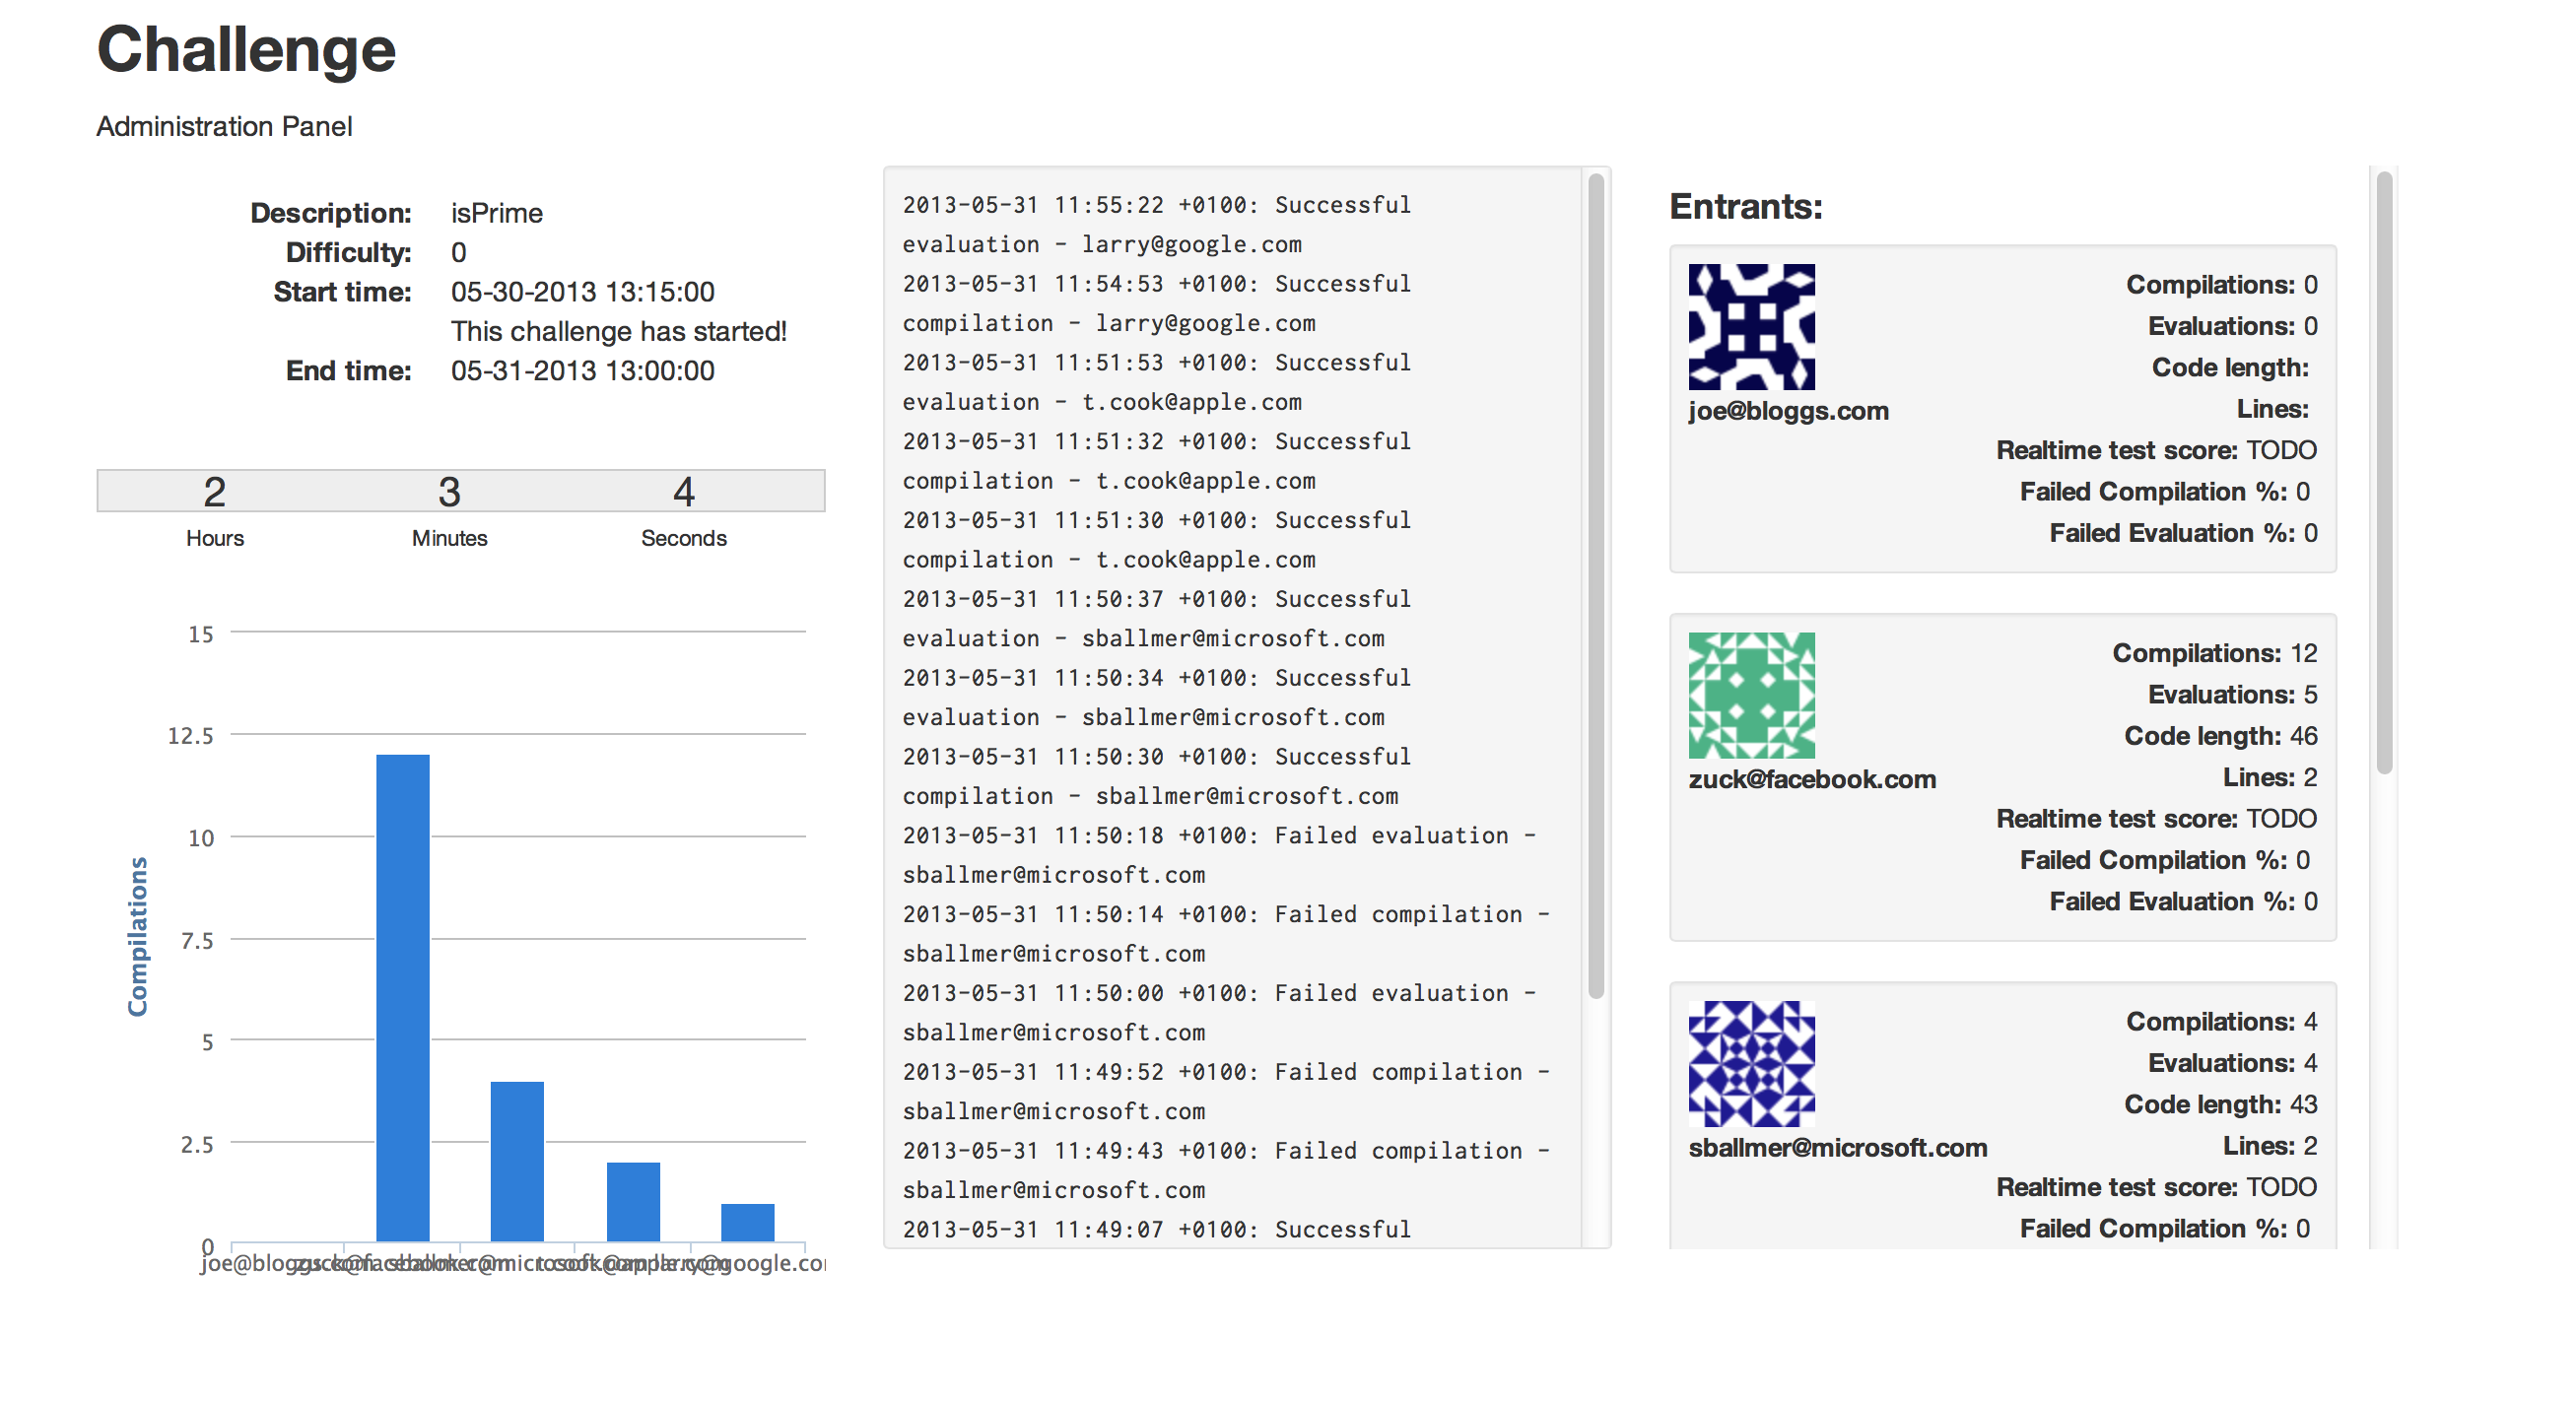 Challenge
Administration Panel
Description: isPrime
Difficulty: 0
Start time: 05-30-2013 13:15:00
This challenge has started!
End time: 05-31-2013 13:00:00
2 3 4
Hours Minutes Seconds
15
12.5
10
7.5
5
2.5
0
Compilations
joe@bloggs.com zuck@facebook.com sballmer@microsoft.com t.cook@apple.com larry@google.co
2013-05-31 11:55:22 +0100: Successful
evaluation - larry@google.com
2013-05-31 11:54:53 +0100: Successful
compilation - larry@google.com
2013-05-31 11:51:53 +0100: Successful
evaluation - t.cook@apple.com
2013-05-31 11:51:32 +0100: Successful
compilation - t.cook@apple.com
2013-05-31 11:51:30 +0100: Successful
compilation - t.cook@apple.com
2013-05-31 11:50:37 +0100: Successful
evaluation - sballmer@microsoft.com
2013-05-31 11:50:34 +0100: Successful
evaluation - sballmer@microsoft.com
2013-05-31 11:50:30 +0100: Successful
compilation - sballmer@microsoft.com
2013-05-31 11:50:18 +0100: Failed evaluation -
sballmer@microsoft.com
2013-05-31 11:50:14 +0100: Failed compilation -
sballmer@microsoft.com
2013-05-31 11:50:00 +0100: Failed evaluation -
sballmer@microsoft.com
2013-05-31 11:49:52 +0100: Failed compilation -
sballmer@microsoft.com
2013-05-31 11:49:43 +0100: Failed compilation -
sballmer@microsoft.com
2013-05-31 11:49:07 +0100: Successful
Entrants:
joe@bloggs.com
Compilations: 0
Evaluations: 0
Code length:
Lines:
Realtime test score: TODO
Failed Compilation %: 0
Failed Evaluation %: 0
zuck@facebook.com
Compilations: 12
Evaluations: 5
Code length: 46
Lines: 2
Realtime test score: TODO
Failed Compilation %: 0
Failed Evaluation %: 0
sballmer@microsoft.com
Compilations: 4
Evaluations: 4
Code length: 43
Lines: 2
Realtime test score: TODO
Failed Compilation %: 0